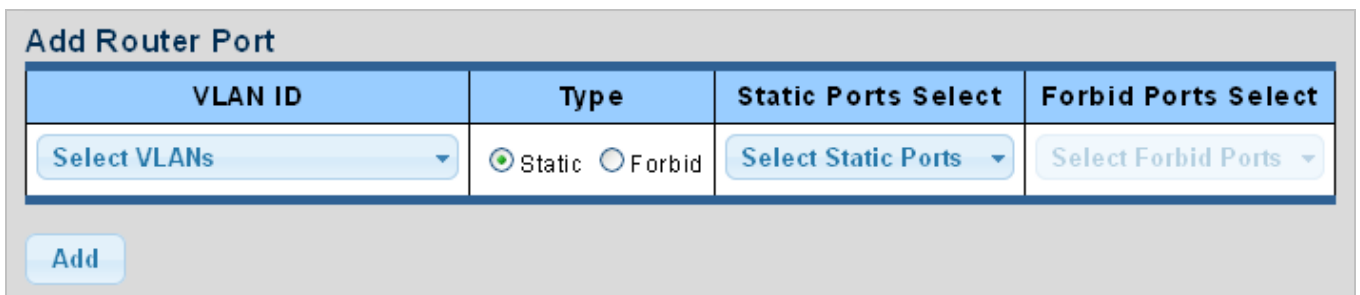 Add Router Port
VLAN ID Type Static Ports Select Forbid Ports Select
Select VLANs Static Forbid Select Static Ports Select Forbid Ports
Add